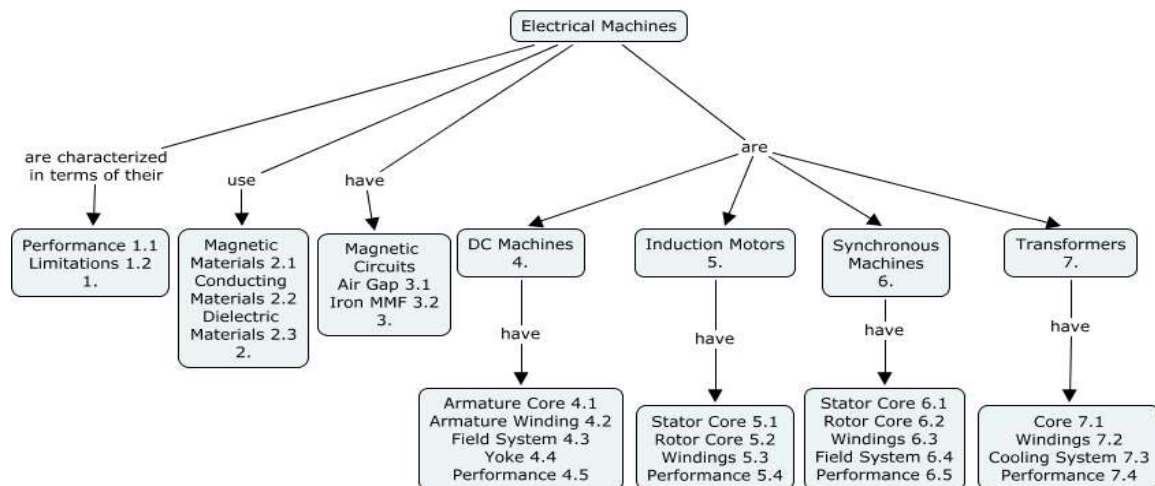 Electrical Machines
are characterized
in terms of their
use
have
are
Performance 1.1
Limitations 1.2
1.
Magnetic
Materials 2.1
Conducting
Materials 2.2
Dielectric
Materials 2.3
2.
Magnetic
Circuits
Air Gap 3.1
Iron MMF 3.2
3.
DC Machines
4.
Induction Motors
5.
Synchronous
Machines
6.
Transformers
7.
have
have
have
have
Armature Core 4.1
Armature Winding 4.2
Field System 4.3
Yoke 4.4
Performance 4.5
Stator Core 5.1
Rotor Core 5.2
Windings 5.3
Performance 5.4
Stator Core 6.1
Rotor Core 6.2
Windings 6.3
Field System 6.4
Performance 6.5
Core 7.1
Windings 7.2
Cooling System 7.3
Performance 7.4